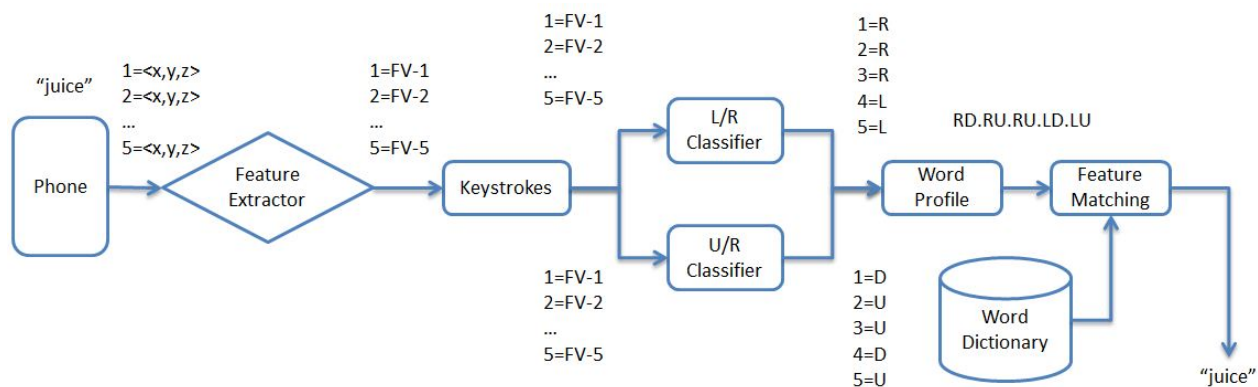 “juice”
Phone
1=<x,y,z>
2=<x,y,z>
...
5=<x,y,z>
Feature
Extractor
1=FV-1
2=FV-2
...
5=FV-5
Keystrokes
1=FV-1
2=FV-2
...
5=FV-5
L/R
Classifier
U/R
Classifier
1=FV-1
2=FV-2
...
5=FV-5
1=R
2=R
3=R
4=L
5=L
1=D
2=U
3=U
4=D
5=U
RD.RU.RU.LD.LU
Word
Profile
Feature
Matching
Word
Dictionary
“juice”